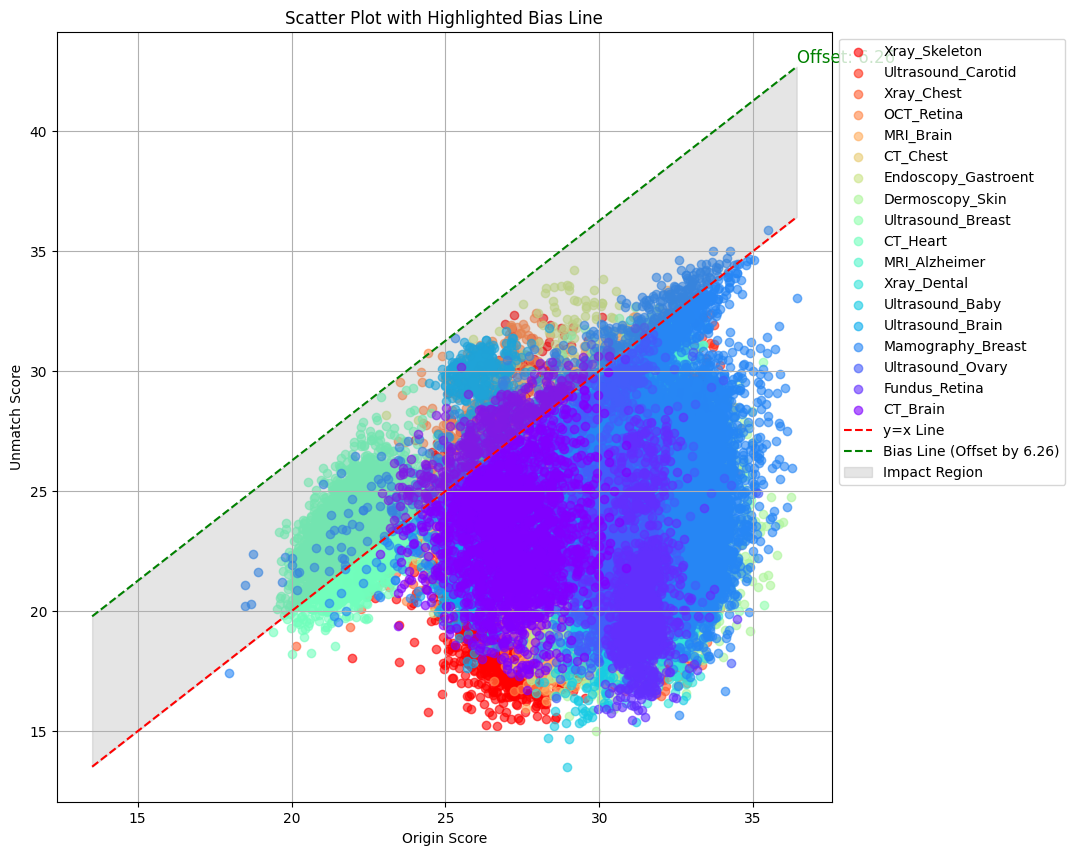 Scatter Plot with Highlighted Bias Line
Offset: 6.26
Xray_Skeleton
Ultrasound_Carotid
Xray_Chest
OCT_Retina
MRI_Brain
CT_Chest
Endoscopy_Gastroent
Dermoscopy_Skin
Ultrasound_Breast
CT_Heart
MRI_Alzheimer
Xray_Dental
Ultrasound_Baby
Ultrasound_Brain
Mamography_Breast
Ultrasound_Ovary
Fundus_Retina
CT_Brain
y=x Line
Bias Line (Offset by 6.26)
Impact Region
Unmatch Score
40
35
30
25
20
15
15
20
25
30
35
Origin Score